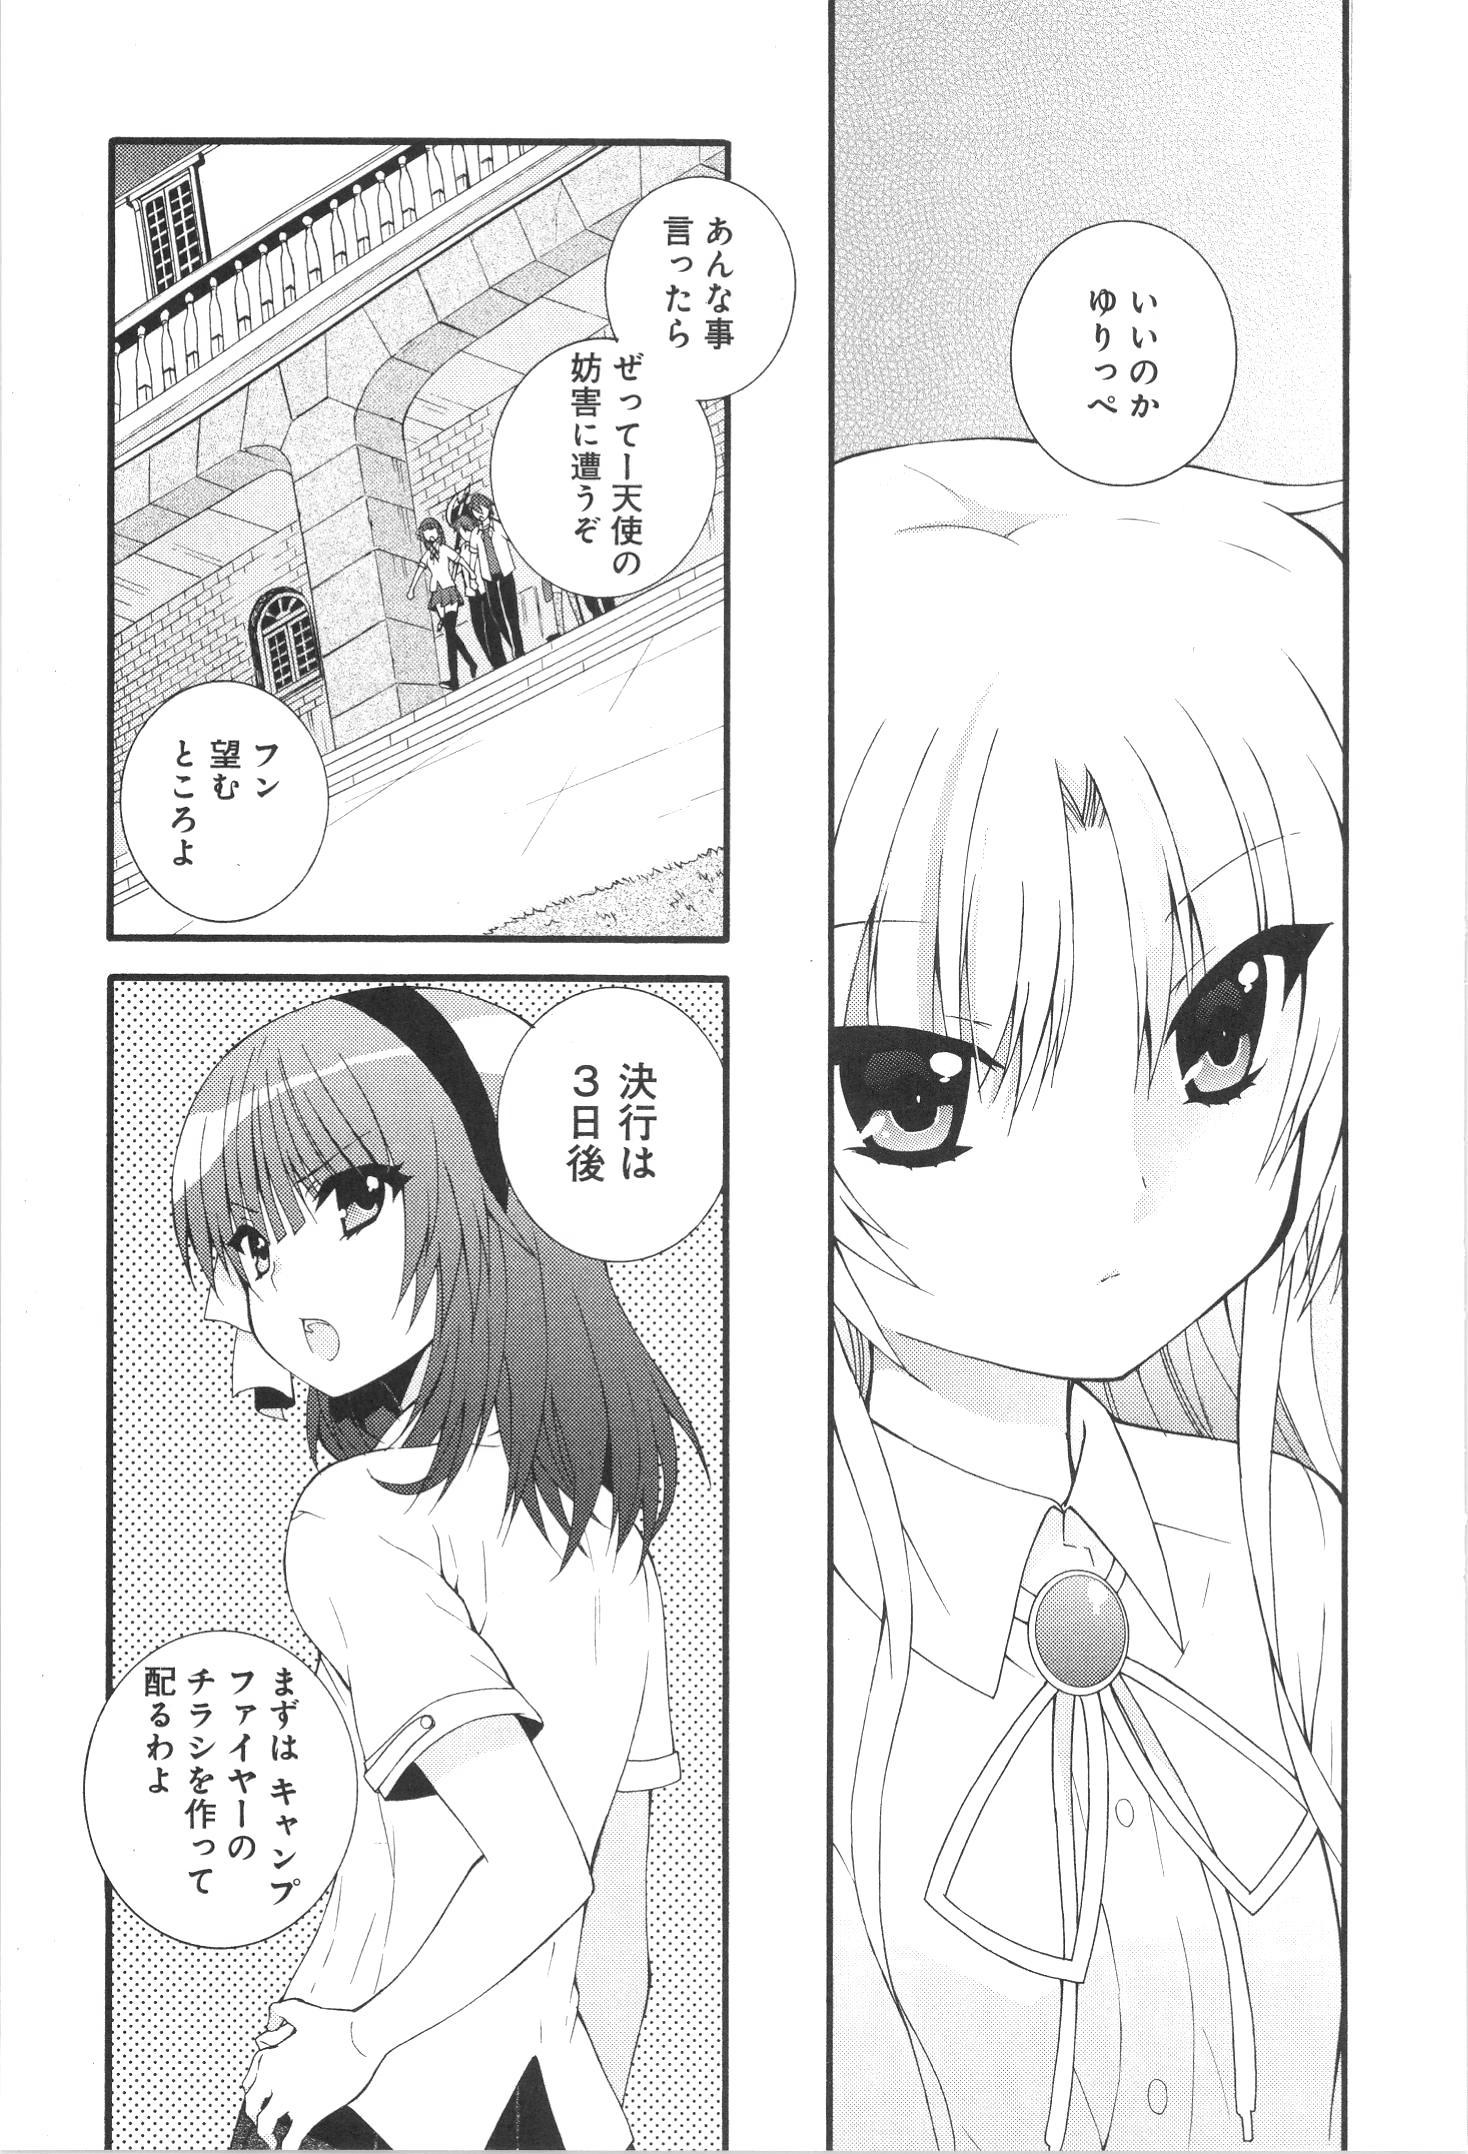 いいのか
ゆりっぺ
あんな事
言ったら
ぜってー天使の
妨害に遭うぞ
フン
望む
ところよ
決行は
3日後
まずは キャンプ
ファイヤーの
チラシを作って
配るわよ